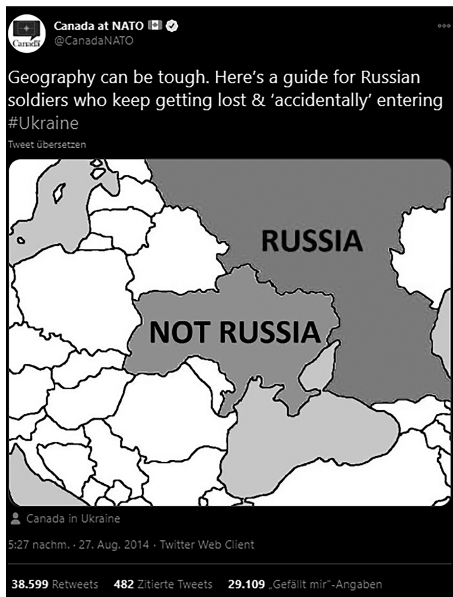 Canada at NATO
@CanadaNATO
Geography can be tough. Here’s a guide for Russian
soldiers who keep getting lost & ‘accidentally’ entering
#Ukraine
Tweet übersetzen
RUSSIA
NOT RUSSIA
Canada in Ukraine
5:27 nachm. · 27. Aug. 2014 · Twitter Web Client
38.599 Retweets 482 Zitierte Tweets 29.109 „Gefällt mir“-Angaben